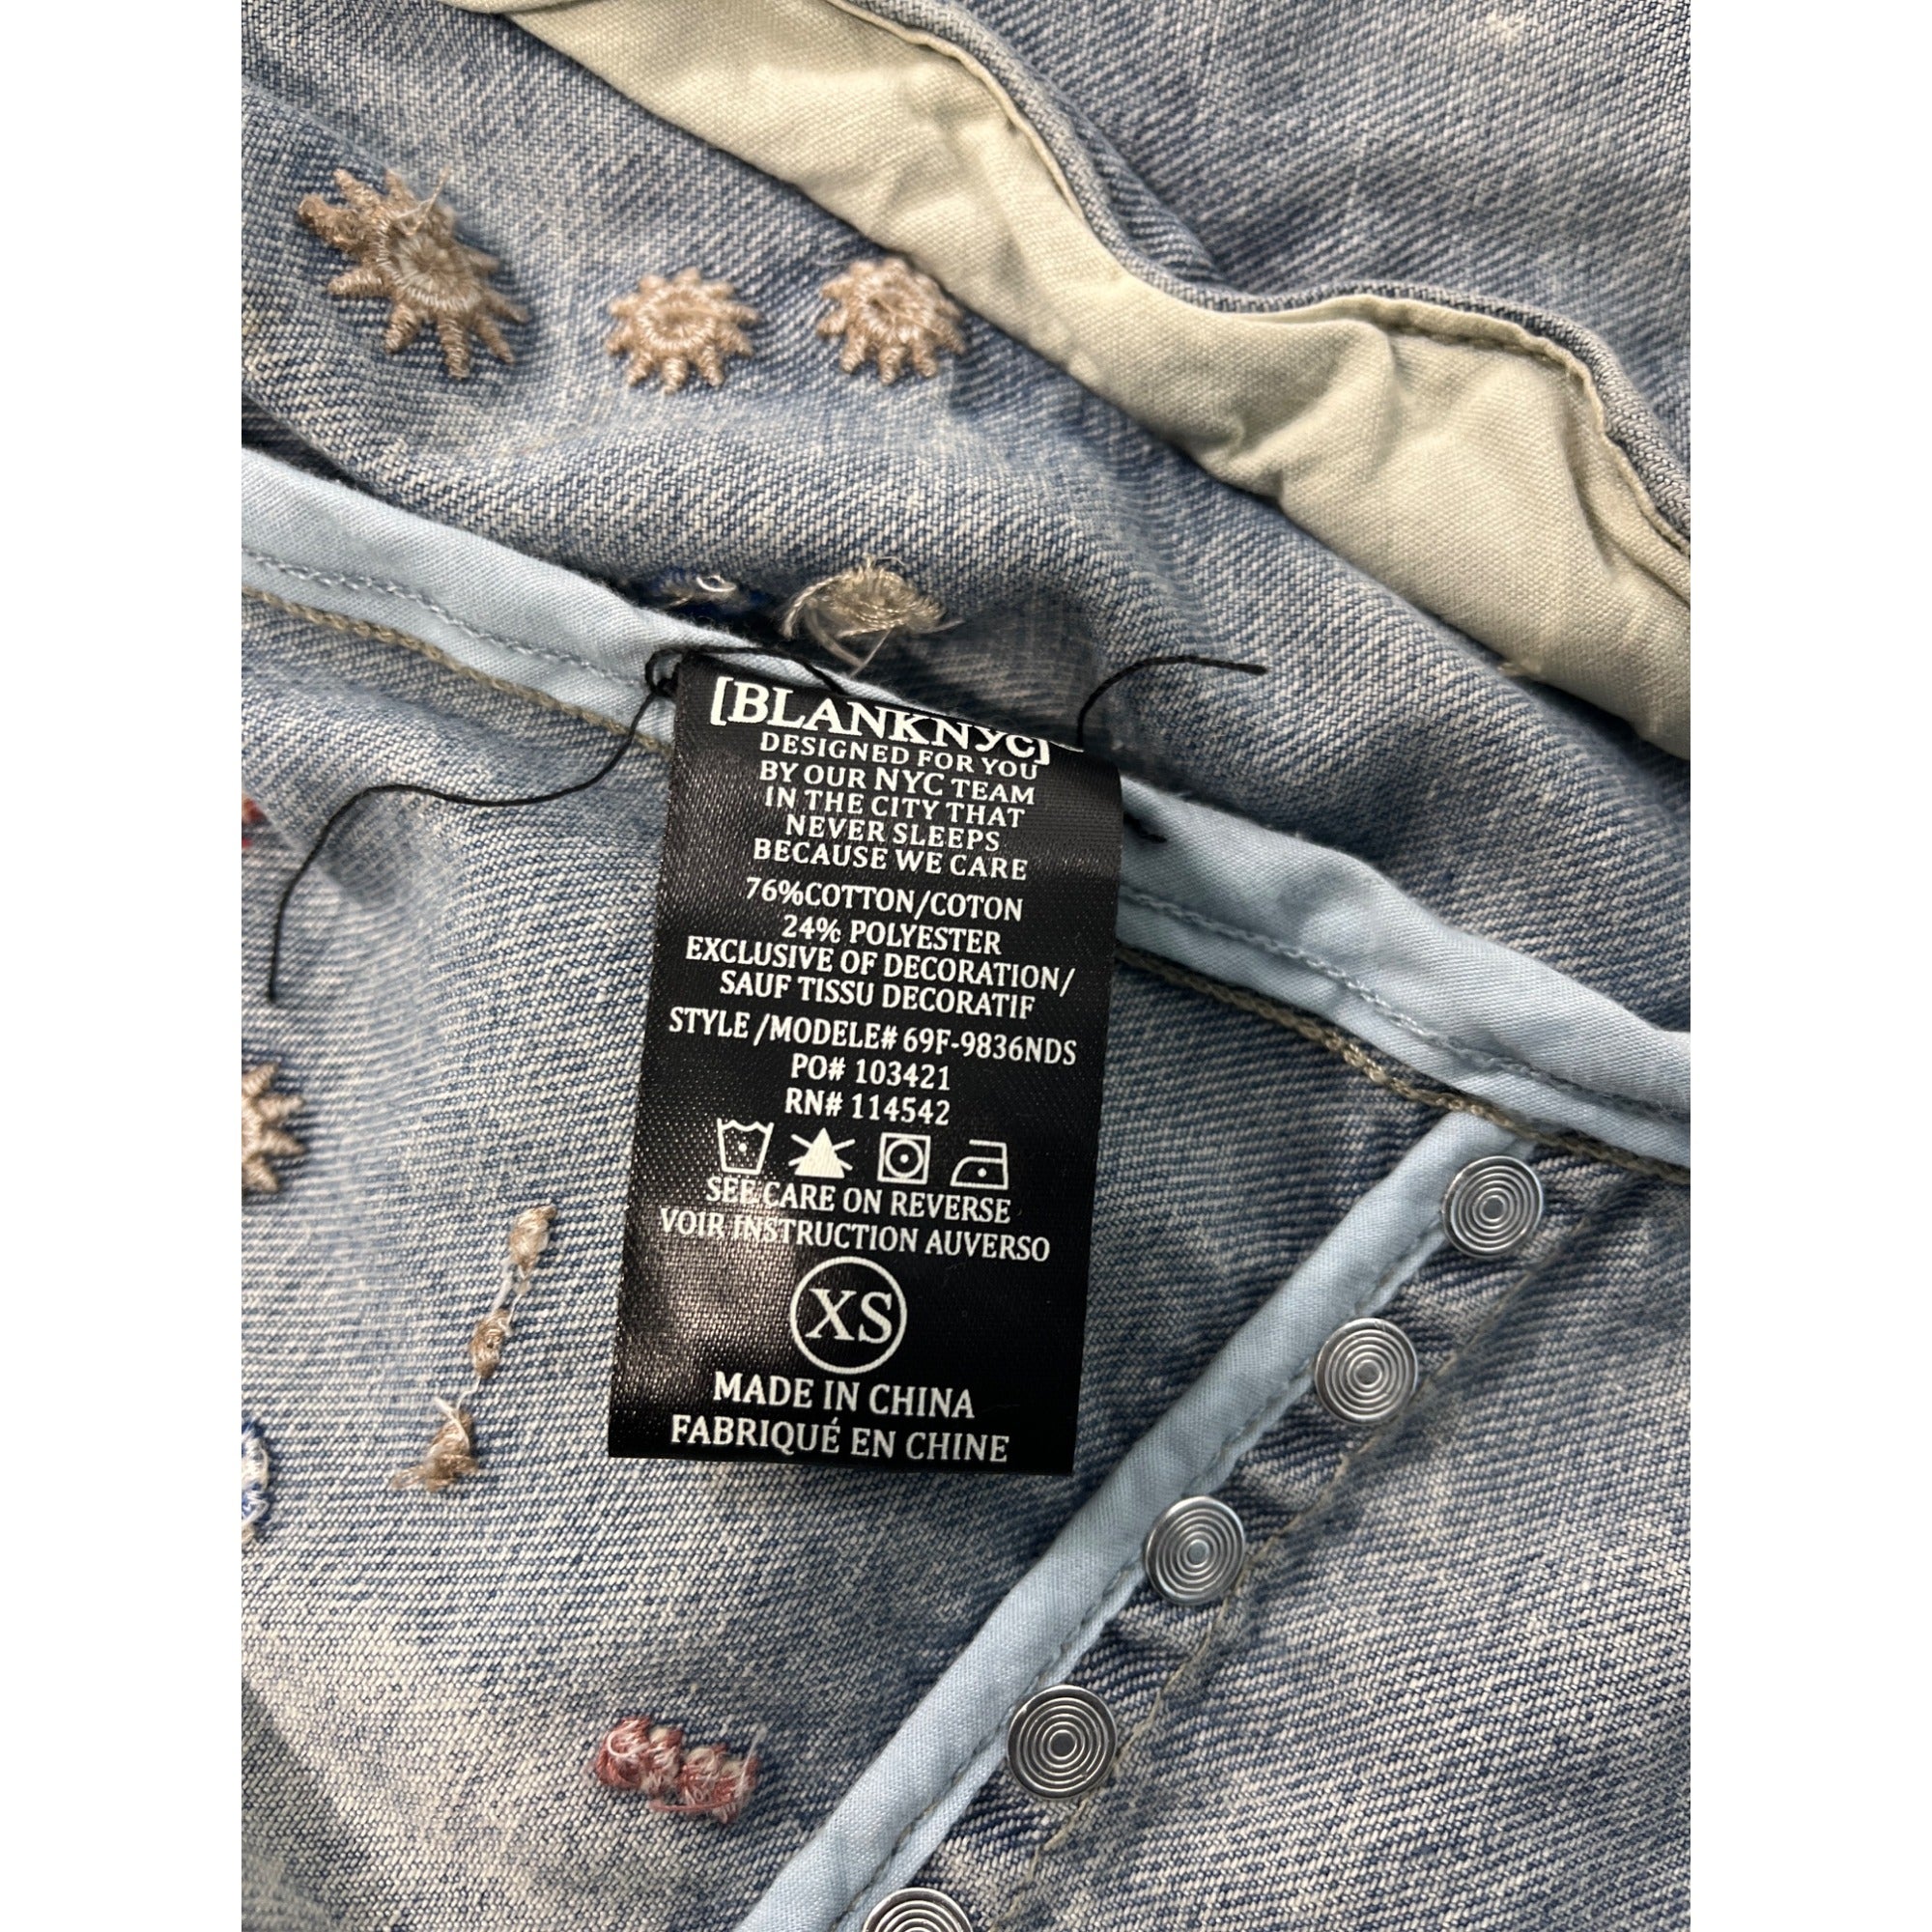 [BLANKNYC]
DESIGNED FOR YOU
BY OUR NYC TEAM
IN THE CITY THAT
NEVER SLEEPS
BECAUSE WE CARE
76%COTTON/COTON
24% POLYESTER
EXCLUSIVE OF DECORATION/
SAUF TISSU DECORATIF
STYLE /MODELE# 69F-9836NDS
PO# 103421
RN# 114542
SEE CARE ON REVERSE
VOIR INSTRUCTION AUVERSO
XS
MADE IN CHINA
FABRIQUÉ EN CHINE